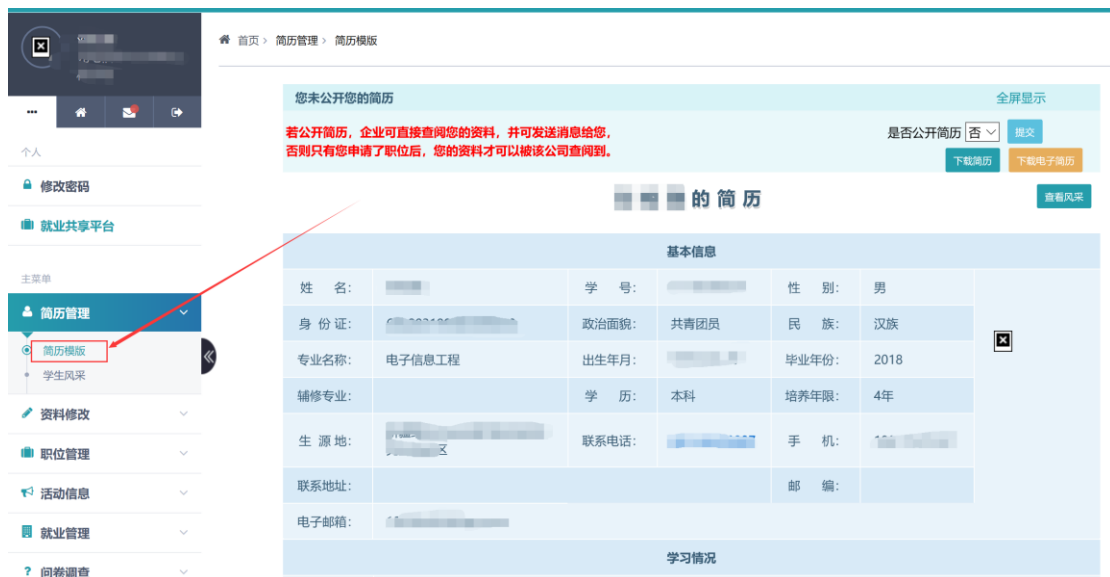 首页 > 简历管理 > 简历模版
个人
修改密码
就业共享平台
主菜单
简历管理
简历模版
学生风采
资料修改
职位管理
活动信息
就业管理
问卷调查
您未公开您的简历 全屏显示
若公开简历，企业可直接查阅您的资料，并可发送消息给您，
否则只有您申请了职位后，您的资料才可以被该公司查阅到。
是否公开简历 否 提交
下载简历 下载电子简历
的简历 查看风采
基本信息
姓 名： 学 号： 性 别： 男
身份证： 政治面貌： 共青团员 民 族： 汉族
专业名称： 电子信息工程 出生年月： 毕业年份： 2018
辅修专业： 学 历： 本科 培养年限： 4年
生源地： 区 联系电话： 手 机：
联系地址： 邮 编：
电子邮箱：
学习情况